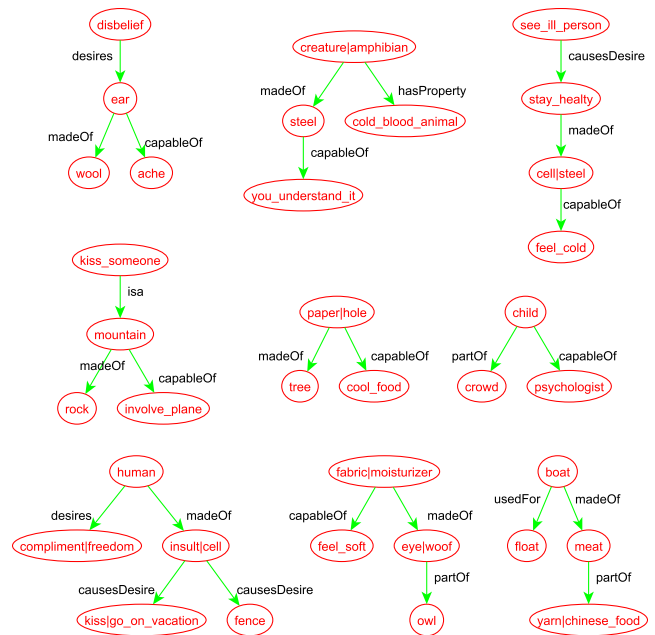 disbelief
desires
ear
madeOf
capableOf
wool
ache
creature|amphibian
madeOf
hasProperty
steel
cold_blood_animal
capableOf
you_understand_it
see_ill_person
causesDesire
stay_healty
madeOf
cell|steel
capableOf
feel_cold
kiss_someone
isa
mountain
madeOf
capableOf
rock
involve_plane
paper|hole
madeOf
capableOf
tree
cool_food
child
partOf
capableOf
crowd
psychologist
human
desires
madeOf
compliment|freedom
insult|cell
causesDesire
causesDesire
kiss|go_on_vacation
fence
fabric|moisturizer
capableOf
madeOf
feel_soft
eye|woof
partOf
owl
boat
usedFor
madeOf
float
meat
partOf
yarn|chinese_food